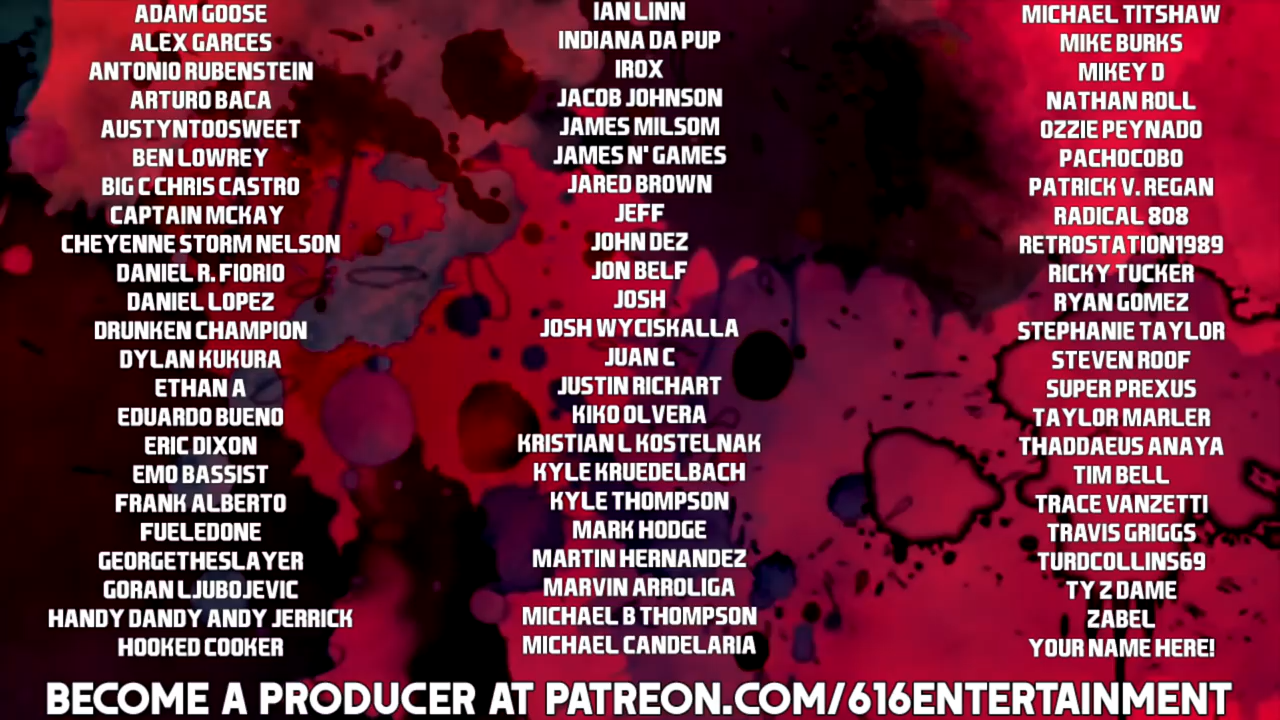 ADAM GOOSE
ALEX GARCES
ANTONIO RUBENSTEIN
ARTURO BACA
AUSTYNTOOSWEET
BEN LOWREY
BIG C CHRIS CASTRO
CAPTAIN MCKAY
CHEYENNE STORM NELSON
DANIEL R. FIORIO
DANIEL LOPEZ
DRUNKEN CHAMPION
DYLAN KUKURA
ETHAN A
EDUARDO BUENO
ERIC DIXON
EMO BASSIST
FRANK ALBERTO
FUELEDONE
GEORGETHESLAYER
GORAN LJUBOJEVIC
HANDY DANDY ANDY JERRICK
HOOKED COOKER
IAN LINN
INDIANA DA PUP
IROX
JACOB JOHNSON
JAMES MILSOM
JAMES N' GAMES
JARED BROWN
JEFF
JOHN DEZ
JON BELF
JOSH
JOSH WYCISKALLA
JUAN C
JUSTIN RICHART
KIKO OLVERA
KRISTIAN L KOSTELNAK
KYLE KRUEDELBACH
KYLE THOMPSON
MARK HODGE
MARTIN HERNANDEZ
MARVIN ARROLIGA
MICHAEL B THOMPSON
MICHAEL CANDELARIA
MICHAEL TITSHAW
MIKE BURKS
MIKEY D
NATHAN ROLL
OZZIE PEYNADO
PACHOCOBO
PATRICK V. REGAN
RADICAL 808
RETROSTATION1989
RICKY TUCKER
RYAN GOMEZ
STEPHANIE TAYLOR
STEVEN ROOF
SUPER PREXUS
TAYLOR MARLER
THADDAEUS ANAYA
TIM BELL
TRACE VANZETTI
TRAVIS GRIGGS
TURDCOLLINS69
TY Z DAME
ZABEL
YOUR NAME HERE!
BECOME A PRODUCER AT PATREON.COM/616ENTERTAINMENT